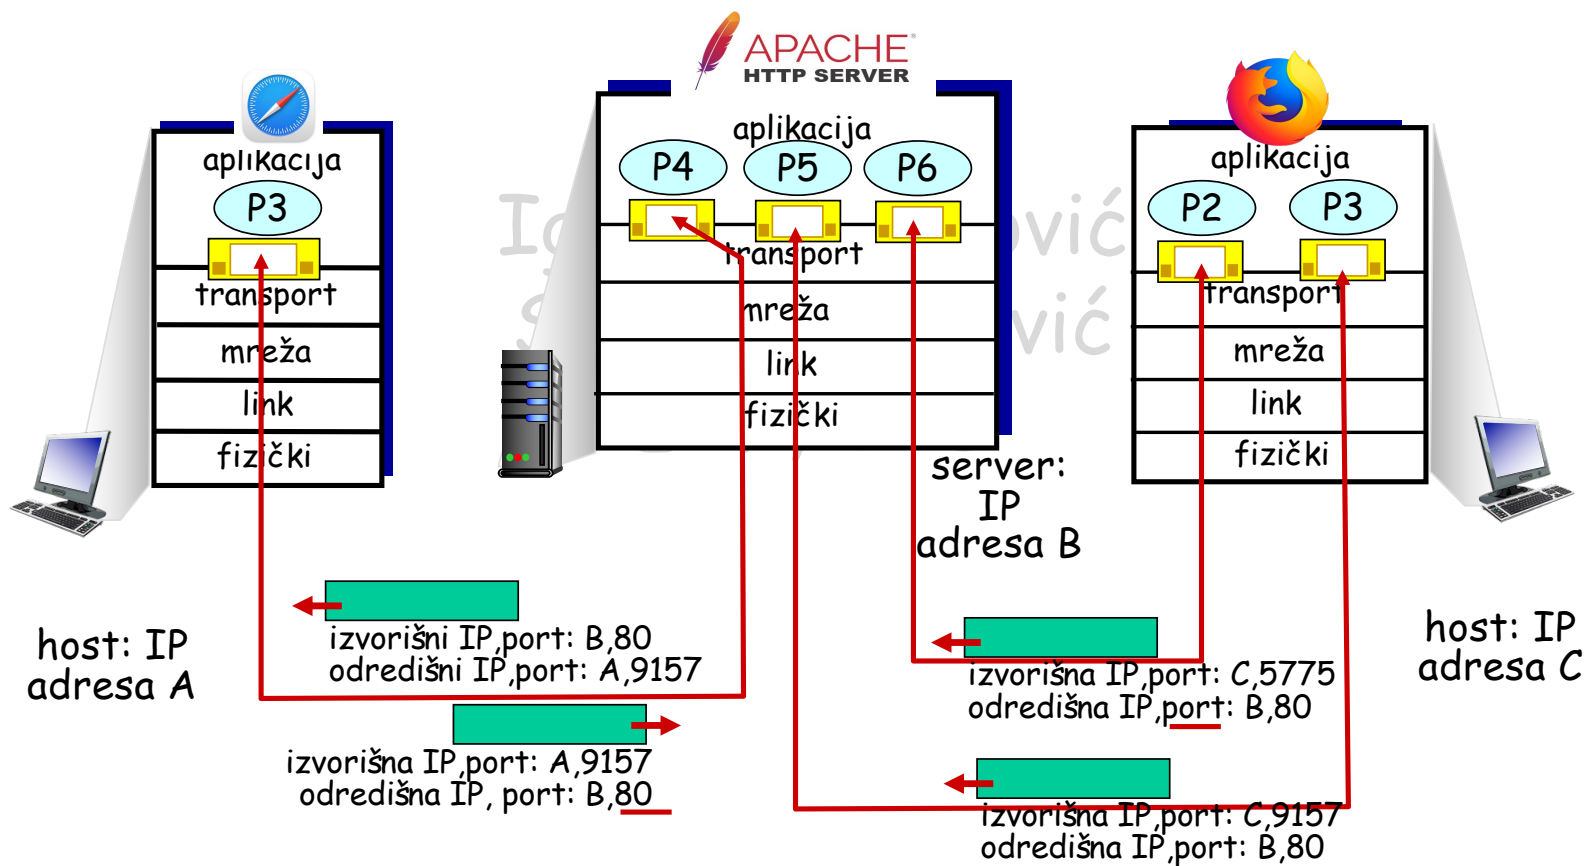 APACHE
HTTP SERVER
aplikacija
P3
transport
mreža
link
fizički
aplikacija
P4 P5 P6
transport
mreža
link
fizički
aplikacija
P2 P3
transport
mreža
link
fizički
server:
IP
adresa B
host: IP
adresa A
host: IP
adresa C
izvorišni IP,port: B,80
odredišni IP,port: A,9157
izvorišna IP,port: A,9157
odredišna IP, port: B,80
izvorišna IP,port: C,5775
odredišna IP,port: B,80
izvorišna IP,port: C,9157
odredišna IP,port: B,80